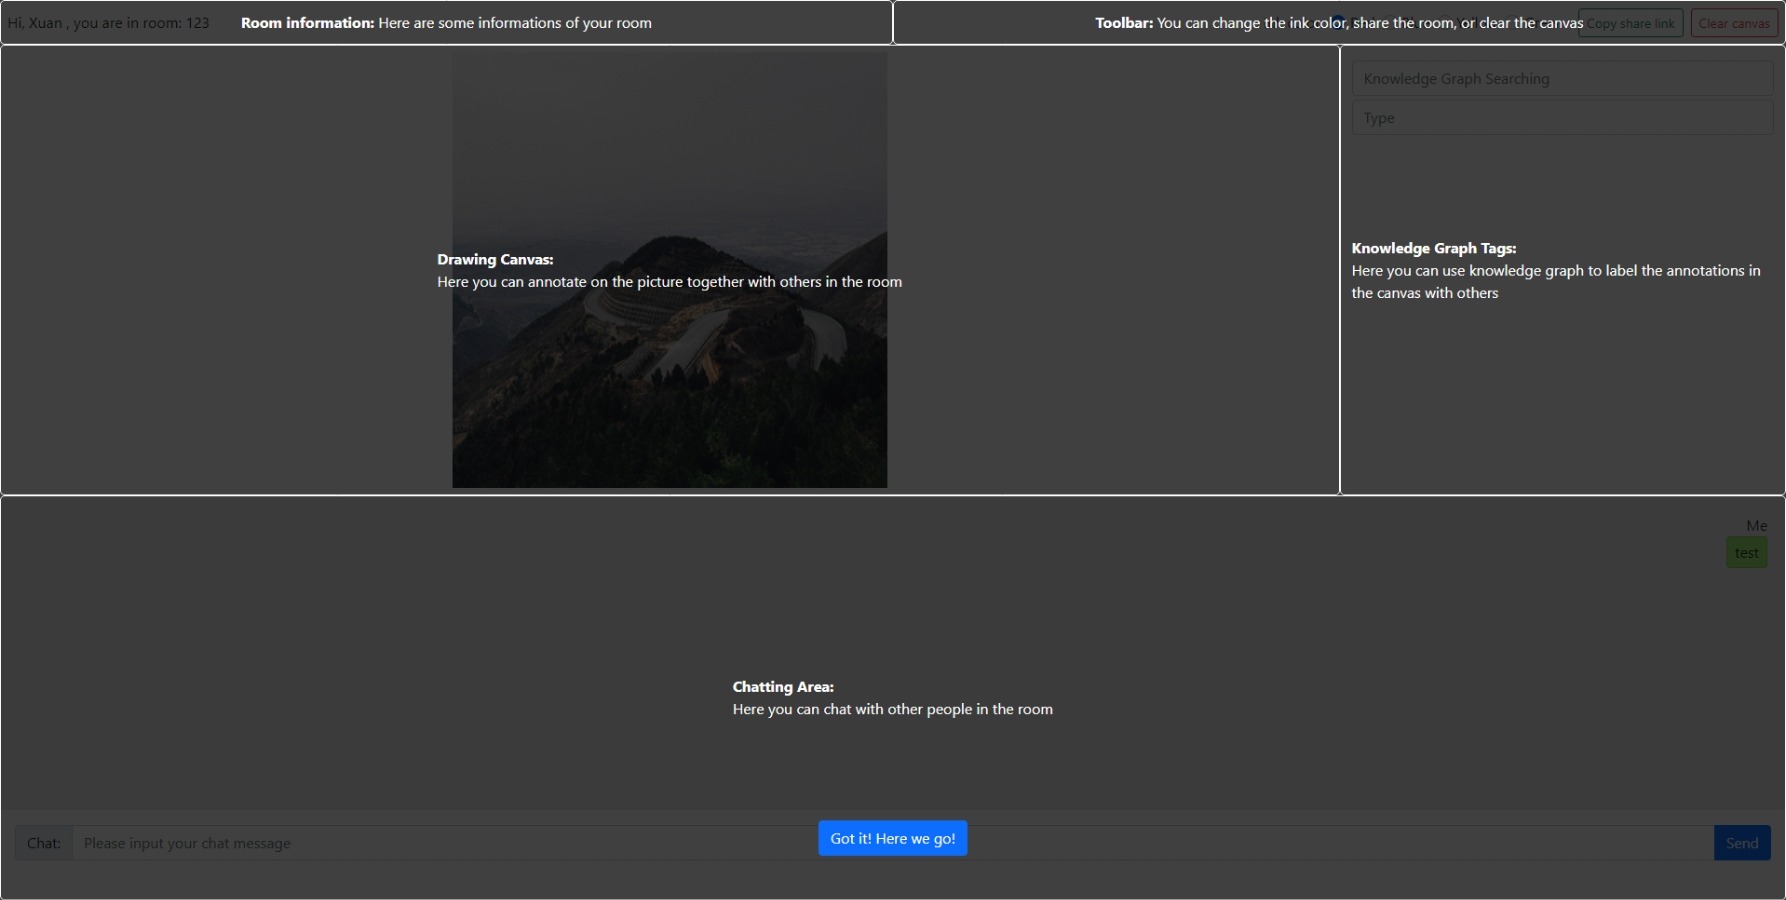 Hi, Xuan , you are in room: 123
Room information: Here are some informations of your room
Toolbar: You can change the ink color, share the room, or clear the canvas
Copy share link
Clear canvas
Knowledge Graph Searching
Type
Drawing Canvas:
Here you can annotate on the picture together with others in the room
Knowledge Graph Tags:
Here you can use knowledge graph to label the annotations in
the canvas with others
Me
test
Chatting Area:
Here you can chat with other people in the room
Chat:
Please input your chat message
Got it! Here we go!
Send